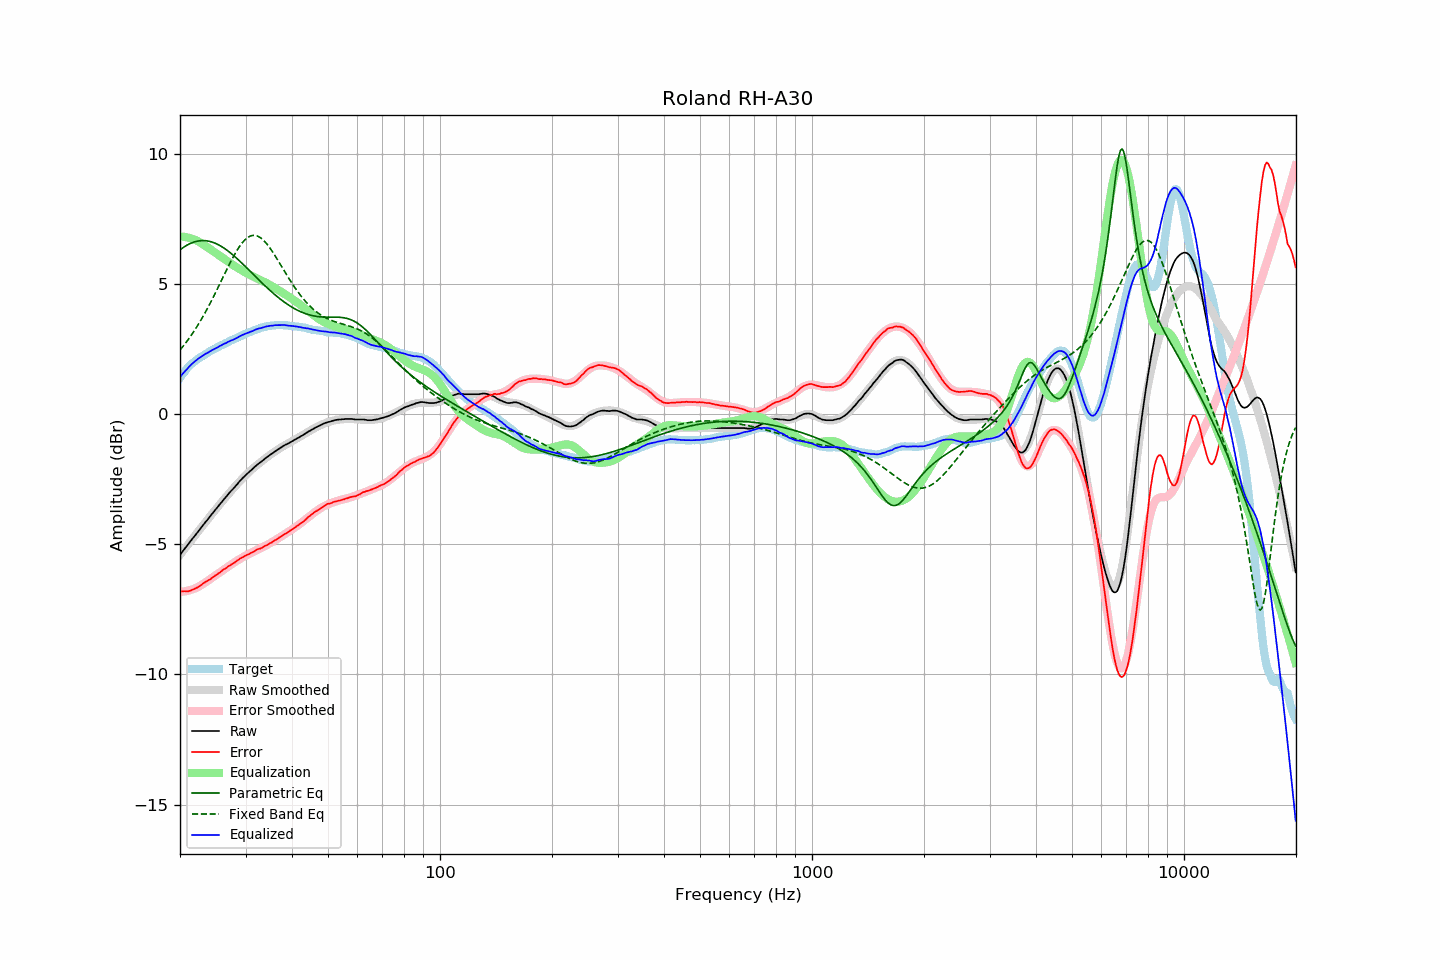 Roland RH-A30
10
5
0
−5
−10
−15
Amplitude (dBr)
Target
Raw Smoothed
Error Smoothed
Raw
Error
Equalization
Parametric Eq
Fixed Band Eq
Equalized
100
1000
10000
Frequency (Hz)